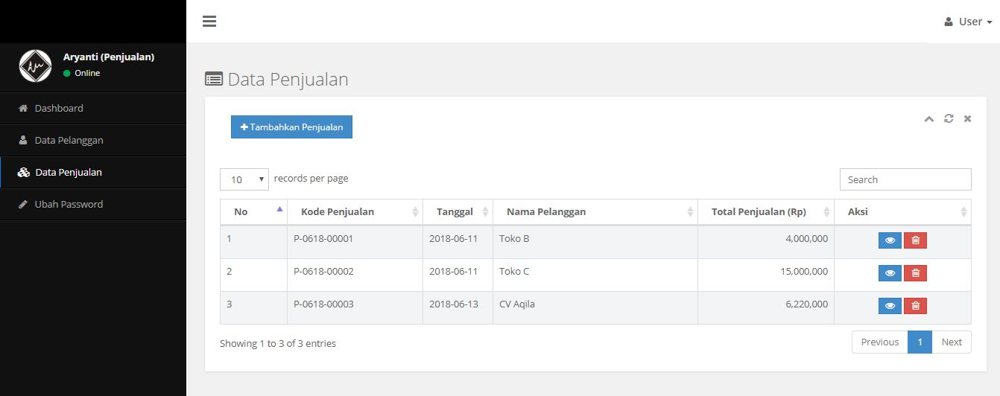 User
Aryanti (Penjualan)
Online
Dashboard
Data Pelanggan
Data Penjualan
Ubah Password
Data Penjualan
Tambahkan Penjualan
10 records per page
Search
No Kode Penjualan Tanggal Nama Pelanggan Total Penjualan (Rp) Aksi
1 P-0618-00001 2018-06-11 Toko B 4,000,000
2 P-0618-00002 2018-06-11 Toko C 15,000,000
3 P-0618-00003 2018-06-13 CV Aqila 6,220,000
Showing 1 to 3 of 3 entries
Previous 1 Next